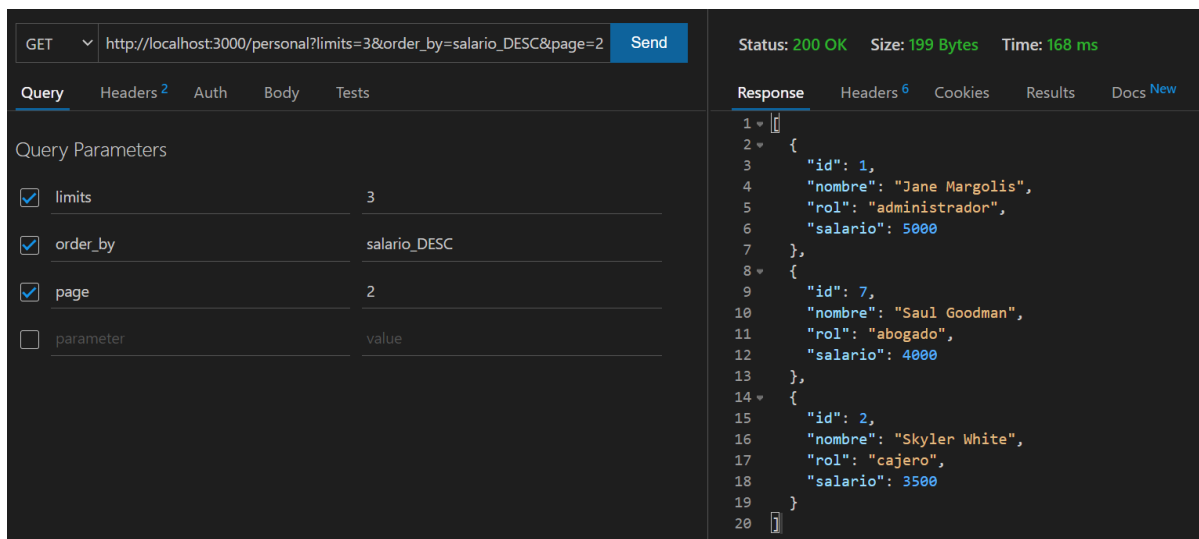 GET http://localhost:3000/personal?limits=3&order_by=salario_DESC&page=2 Send
Query Headers 2 Auth Body Tests
Query Parameters
limits 3
order_by salario_DESC
page 2
parameter value
Status: 200 OK Size: 199 Bytes Time: 168 ms
Response Headers 6 Cookies Results Docs New
1 [
2 {
3 "id": 1,
4 "nombre": "Jane Margolis",
5 "rol": "administrador",
6 "salario": 5000
7 },
8 {
9 "id": 7,
10 "nombre": "Saul Goodman",
11 "rol": "abogado",
12 "salario": 4000
13 },
14 {
15 "id": 2,
16 "nombre": "Skyler White",
17 "rol": "cajero",
18 "salario": 3500
19 }
20 ]